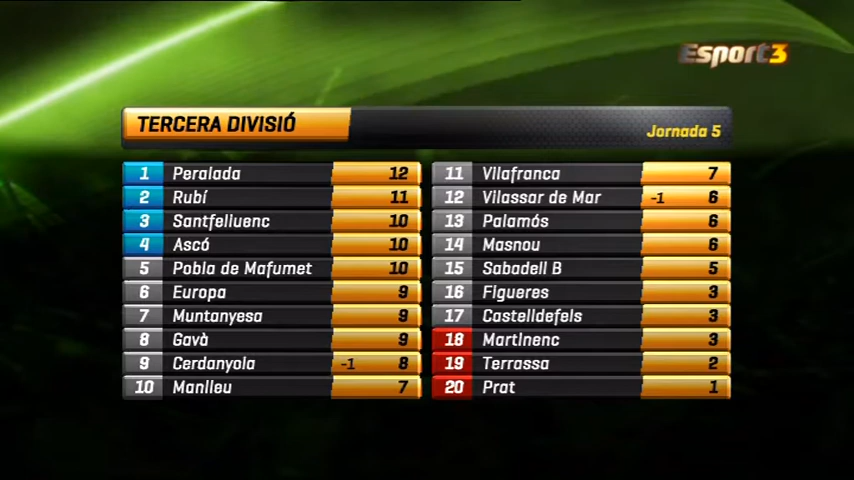 Esport3
TERCERA DIVISIÓ
Jornada 5
1 Peralada 12
2 Rubí 11
3 Santfeliuenc 10
4 Ascó 10
5 Pobla de Mafumet 10
6 Europa 9
7 Muntanyesa 9
8 Gavà 9
9 Cerdanyola -1 8
10 Manlleu 7
11 Vilafranca 7
12 Vilassar de Mar -1 6
13 Palamós 6
14 Masnou 6
15 Sabadell B 5
16 Figueres 3
17 Castelldefels 3
18 Martinenc 3
19 Terrassa 2
20 Prat 1